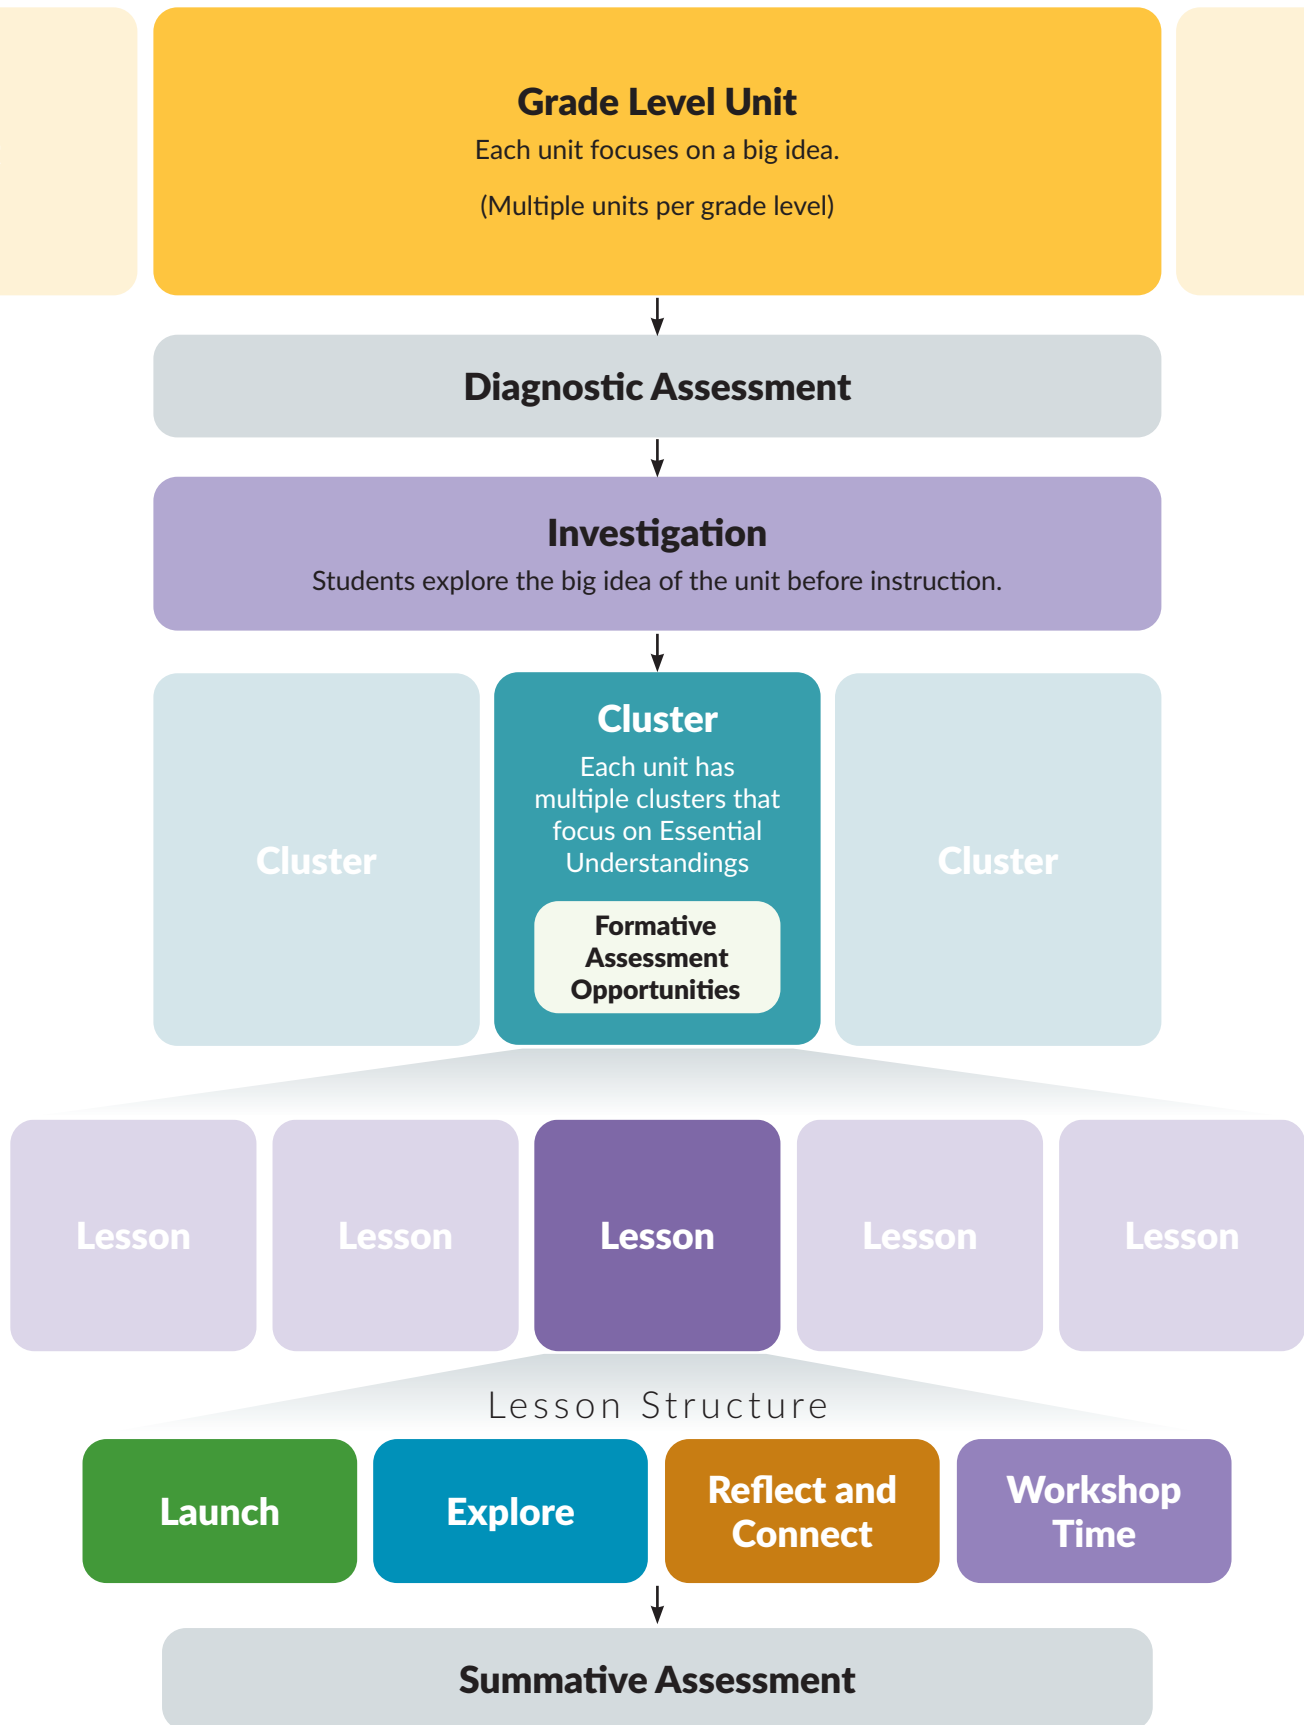 Grade Level Unit
Each unit focuses on a big idea.
(Multiple units per grade level)
Diagnostic Assessment
Investigation
Students explore the big idea of the unit before instruction.
Cluster
Cluster
Each unit has
multiple clusters that
focus on Essential
Understandings
Formative
Assessment
Opportunities
Cluster
Lesson
Lesson
Lesson
Lesson
Lesson
Lesson Structure
Launch
Explore
Reflect and
Connect
Workshop
Time
Summative Assessment